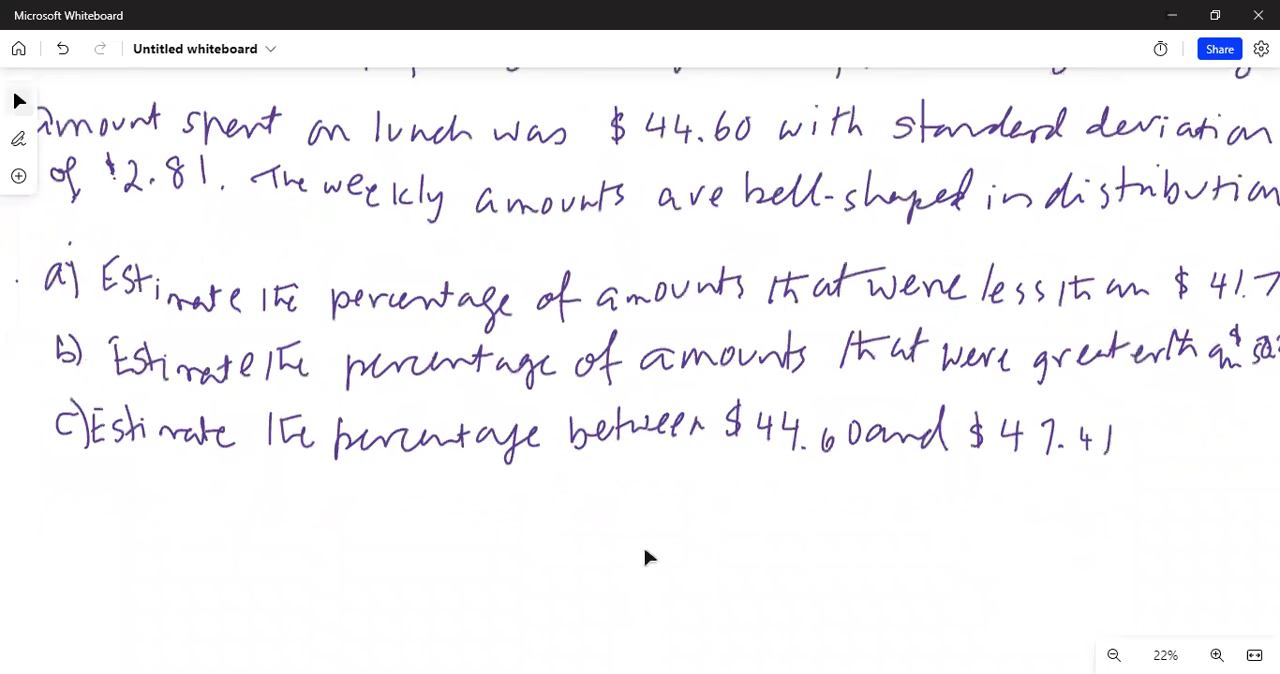 Microsoft Whiteboard
Untitled whiteboard
Share
amount spent on lunch was $ 44.60 with standard deviation
of $2.81. The weekly amounts are bell-shaped in distribution
a) Estimate the percentage of amounts that were less than $ 41.7
b) Estimate the percentage of amounts that were greater than $
c) Estimate the percentage between $ 44.60 and $ 47.41
22%